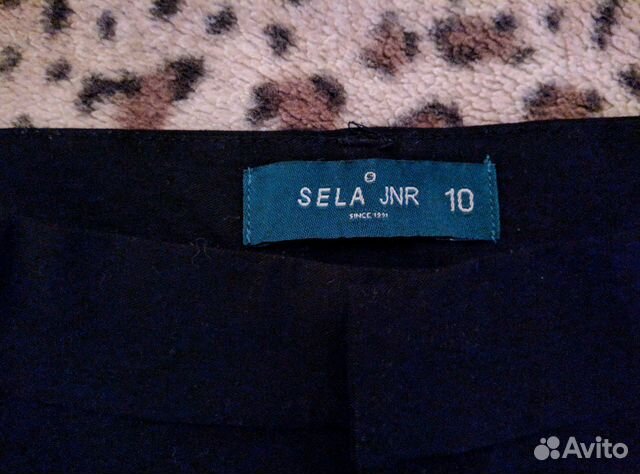 S
SELA JNR 10
SINCE 1991
Avito